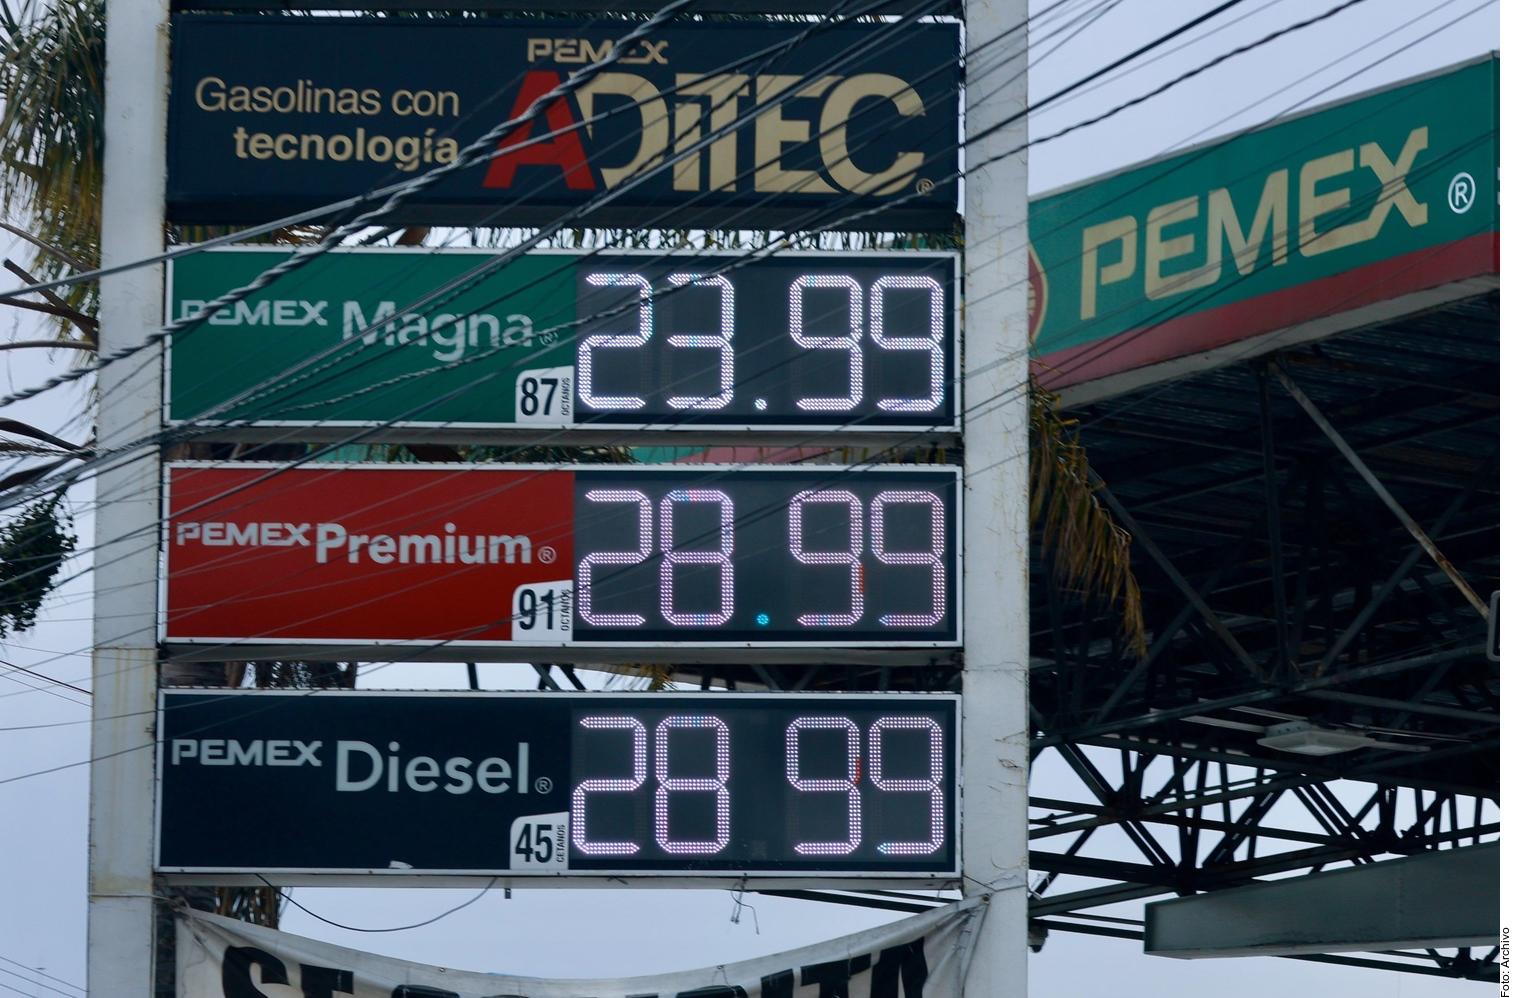 PEMEX
Gasolinas con
tecnología
ADITEC®
PEMEX Magna®
87 OCTANOS
23.99
PEMEX Premium®
91 OCTANOS
28.99
PEMEX Diesel®
45 CETANOS
28 99
PEMEX®
SE
Foto: Archivo